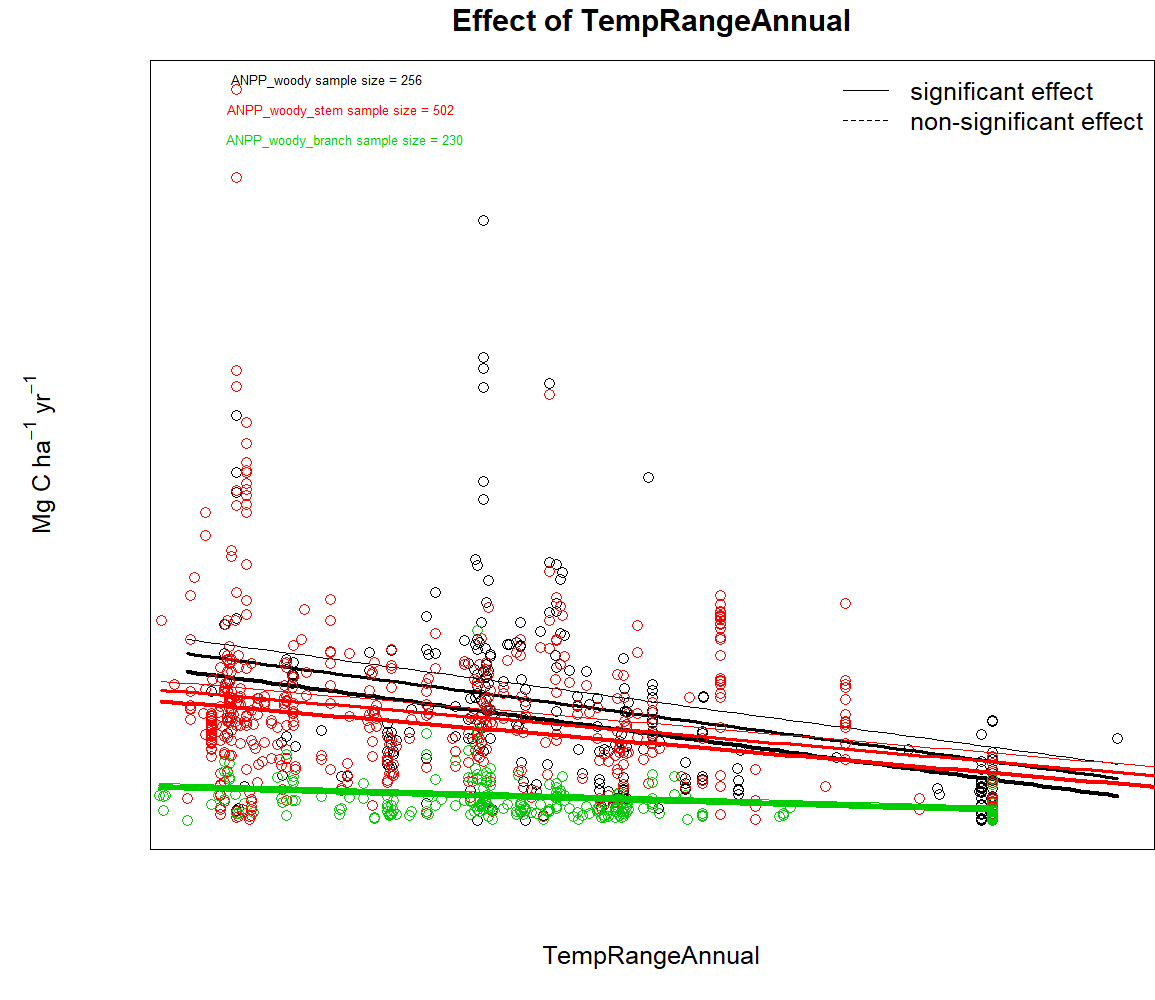 Effect of TempRangeAnnual
ANPP_woody sample size = 256
ANPP_woody_stem sample size = 502
ANPP_woody_branch sample size = 230
significant effect
non-significant effect
Mg C ha⁻¹ yr⁻¹
TempRangeAnnual